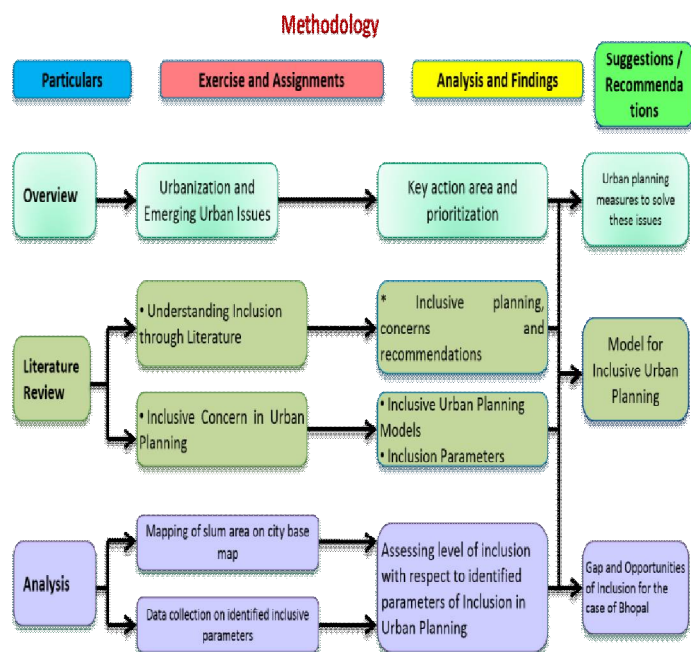 Methodology
Particulars
Exercise and Assignments
Analysis and Findings
Suggestions /
Recommenda
tions
Overview
Urbanization and
Emerging Urban Issues
Key action area and
prioritization
Urban planning
measures to solve
these issues
Literature
Review
• Understanding Inclusion
through Literature
* Inclusive planning,
concerns and
recommendations
Model for
Inclusive Urban
Planning
• Inclusive Concern in Urban
Planning
• Inclusive Urban Planning
Models
• Inclusion Parameters
Analysis
Mapping of slum area on city base
map
Data collection on identified inclusive
parameters
Assessing level of inclusion
with respect to identified
parameters of Inclusion in
Urban Planning
Gap and Opportunities
of Inclusion for the
case of Bhopal